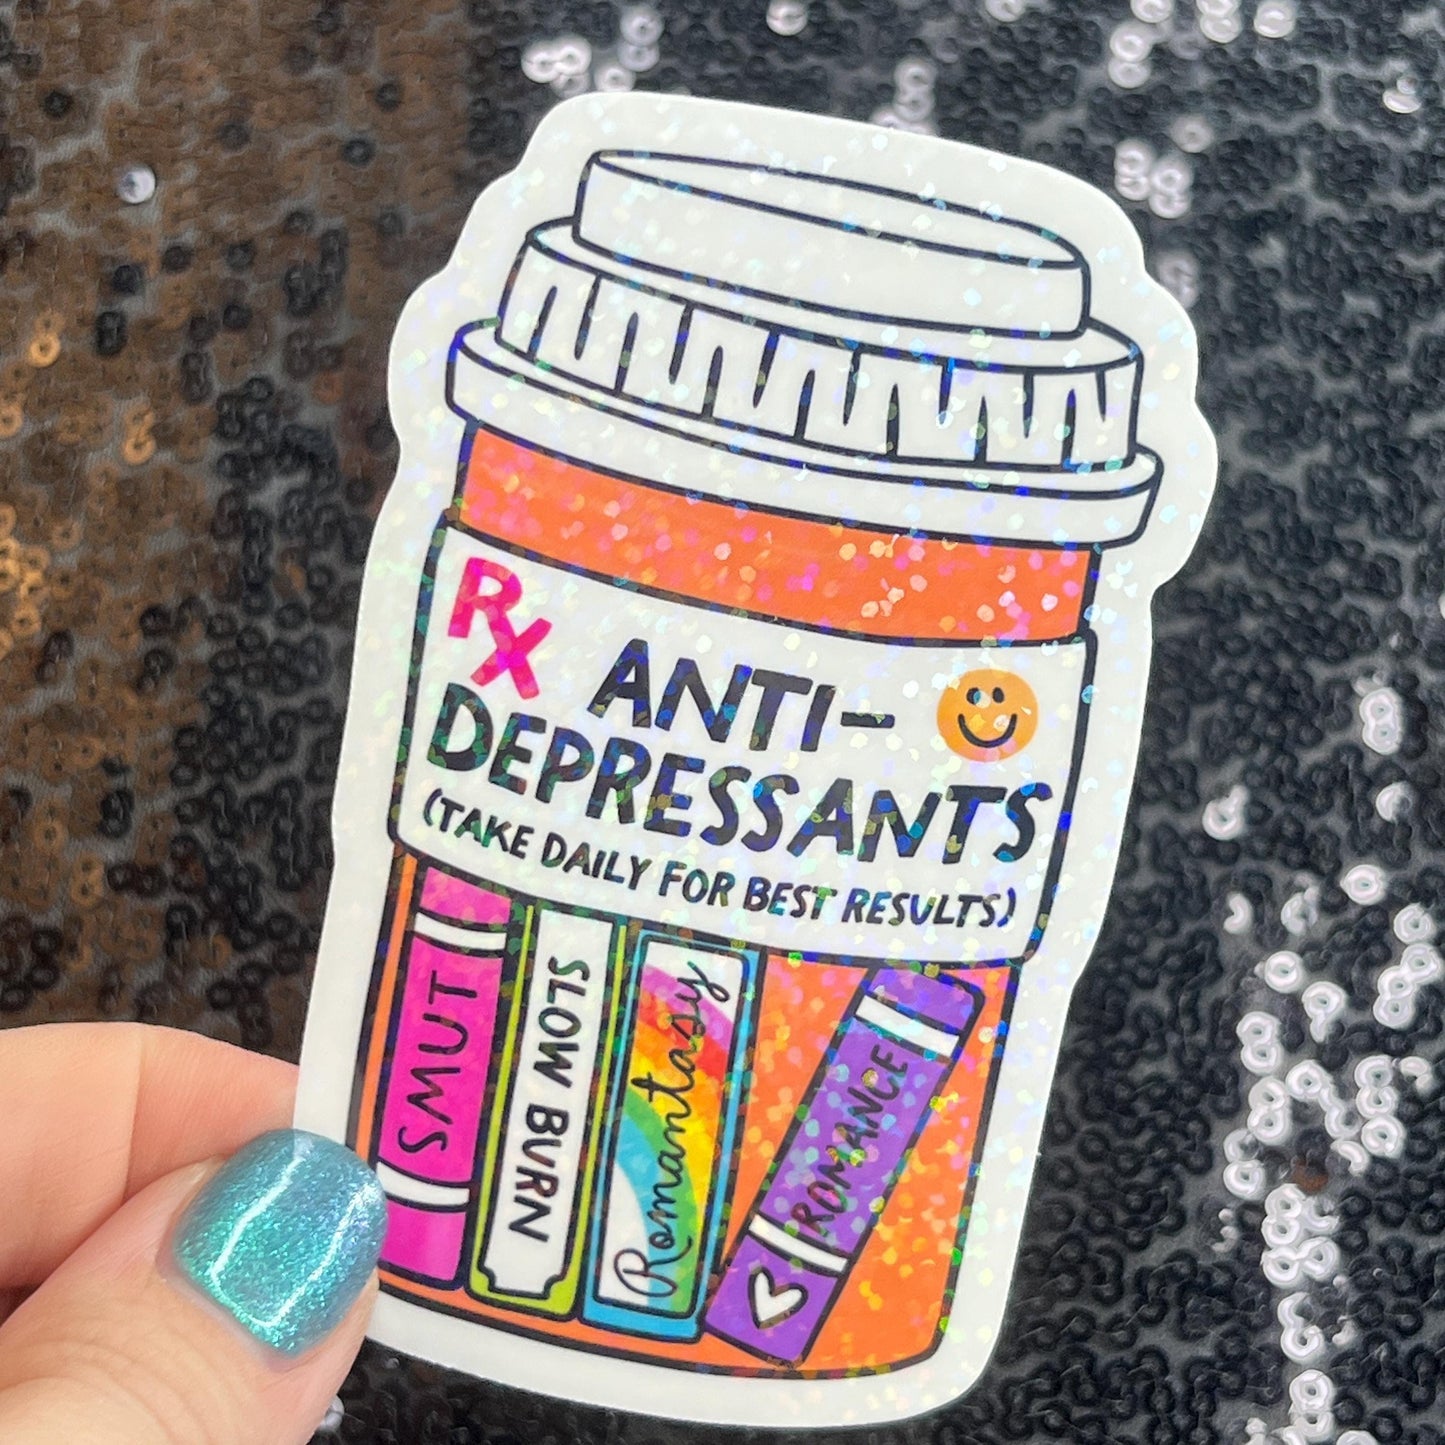 RX
ANTI-
DEPRESSANTS
(TAKE DAILY FOR BEST RESULTS)
SMUT
SLOW BURN
Romantasy
ROMANCE